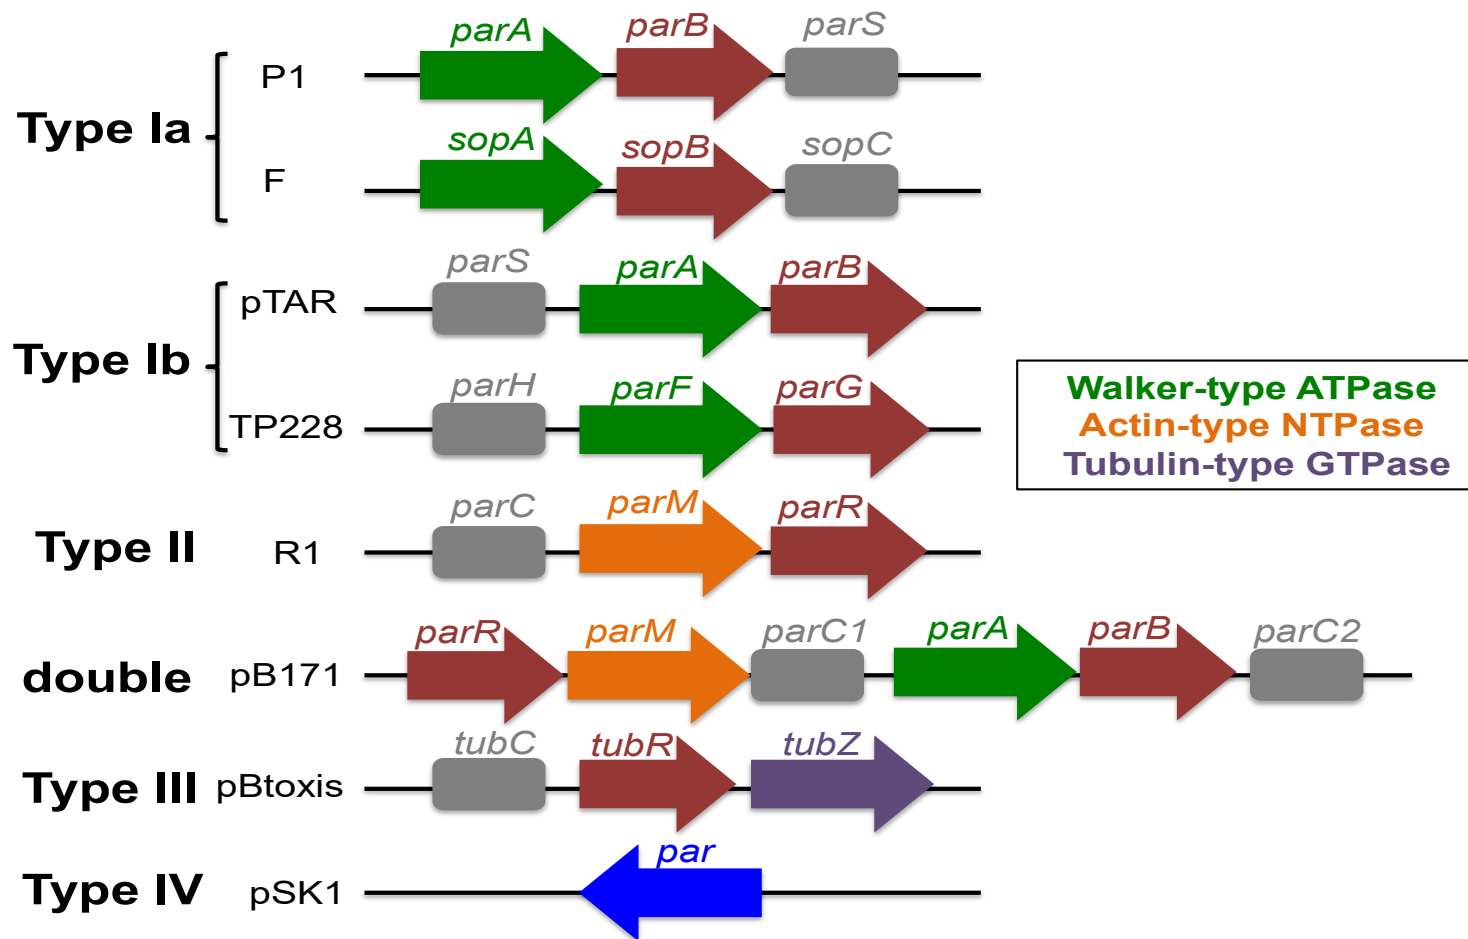 parA parB parS
P1
Type Ia
sopA sopB sopC
F
parS parA parB
pTAR
Type Ib
parH parF parG
TP228
Walker-type ATPase
Actin-type NTPase
Tubulin-type GTPase
parC parM parR
Type II R1
parR parM parC1 parA parB parC2
double pB171
tubC tubR tubZ
Type III pBtoxis
par
Type IV pSK1